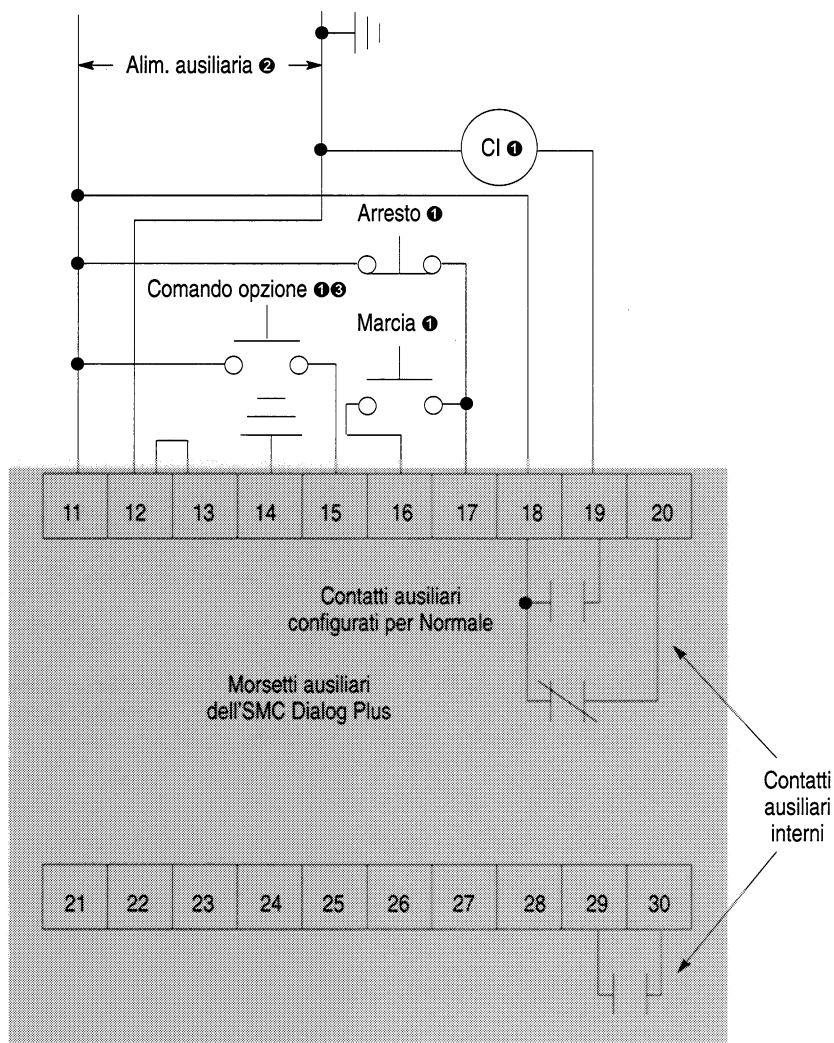 Alim. ausiliaria ❷
CI ❶
Arresto ❶
Comando opzione ❶❸
Marcia ❶
11 12 13 14 15 16 17 18 19 20
Contatti ausiliari
configurati per Normale
Morsetti ausiliari
dell'SMC Dialog Plus
Contatti
ausiliari
interni
21 22 23 24 25 26 27 28 29 30